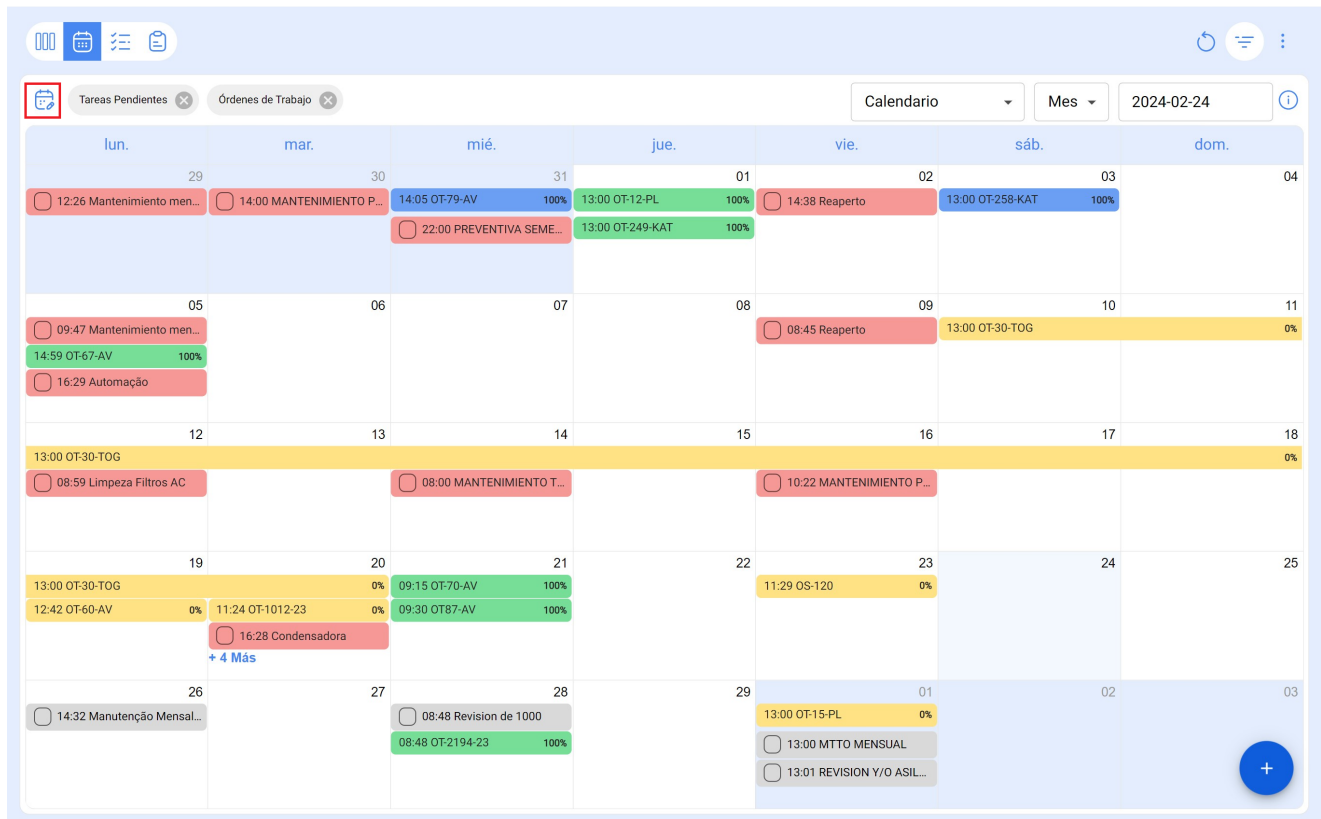 Tareas Pendientes Órdenes de Trabajo Calendario Mes 2024-02-24
lun. mar. mié. jue. vie. sáb. dom.
29 30 31 01 02 03 04
12:26 Mantenimiento men... 14:00 MANTENIMIENTO P... 14:05 OT-79-AV 100% 13:00 OT-12-PL 100% 14:38 Reaperto 13:00 OT-258-KAT 100%
22:00 PREVENTIVA SEME... 13:00 OT-249-KAT 100%
05 06 07 08 09 10 11
09:47 Mantenimiento men... 08:45 Reaperto 13:00 OT-30-TOG 0%
14:59 OT-67-AV 100%
16:29 Automação
12 13 14 15 16 17 18
13:00 OT-30-TOG 0%
08:59 Limpeza Filtros AC 08:00 MANTENIMIENTO T... 10:22 MANTENIMIENTO P...
19 20 21 22 23 24 25
13:00 OT-30-TOG 0% 09:15 OT-70-AV 100% 11:29 OS-120 0%
12:42 OT-60-AV 0% 11:24 OT-1012-23 0% 09:30 OT87-AV 100%
16:28 Condensadora
+ 4 Más
26 27 28 29 01 02 03
14:32 Manutenção Mensal... 08:48 Revision de 1000 13:00 OT-15-PL 0%
08:48 OT-2194-23 100% 13:00 MTTO MENSUAL
13:01 REVISION Y/O ASIL...